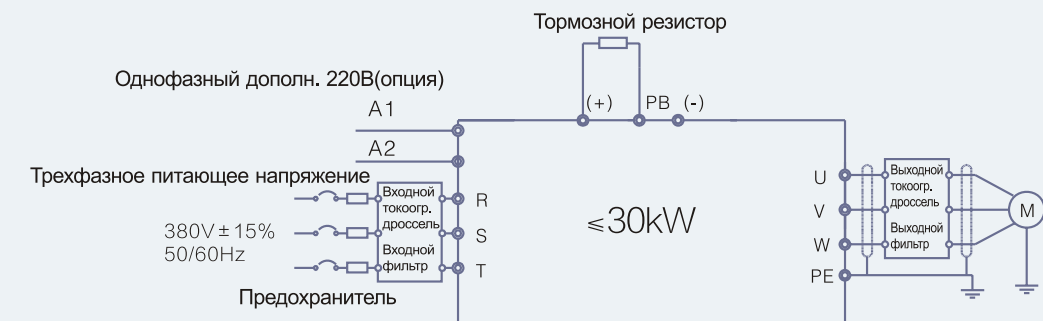 Тормозной резистор
Однофазный дополн. 220В(опция)
(+) PB (-)
A1
A2
Трехфазное питающее напряжение
Входной
токоогр.
дроссель
Входной
фильтр
R
S
T
380V±15%
50/60Hz
Предохранитель
≤30kW
U
V
W
PE
Выходной
токоогр.
дроссель
Выходной
фильтр
M